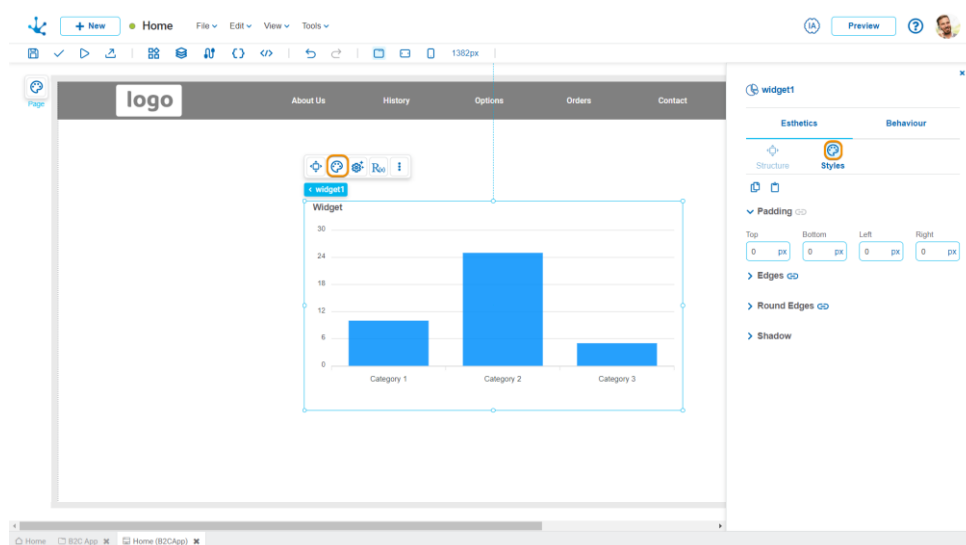 + New
Home
File
Edit
View
Tools
IA
Preview
?
1382px
Page
logo
About Us
History
Options
Orders
Contact
widget1
Esthetics
Behaviour
Structure
Styles
Padding
Top
Bottom
Left
Right
0 px
0 px
0 px
0 px
Edges
Round Edges
Shadow
< widget1
Widget
30
24
18
12
6
0
Category 1
Category 2
Category 3
Home
B2C App
Home (B2CApp)